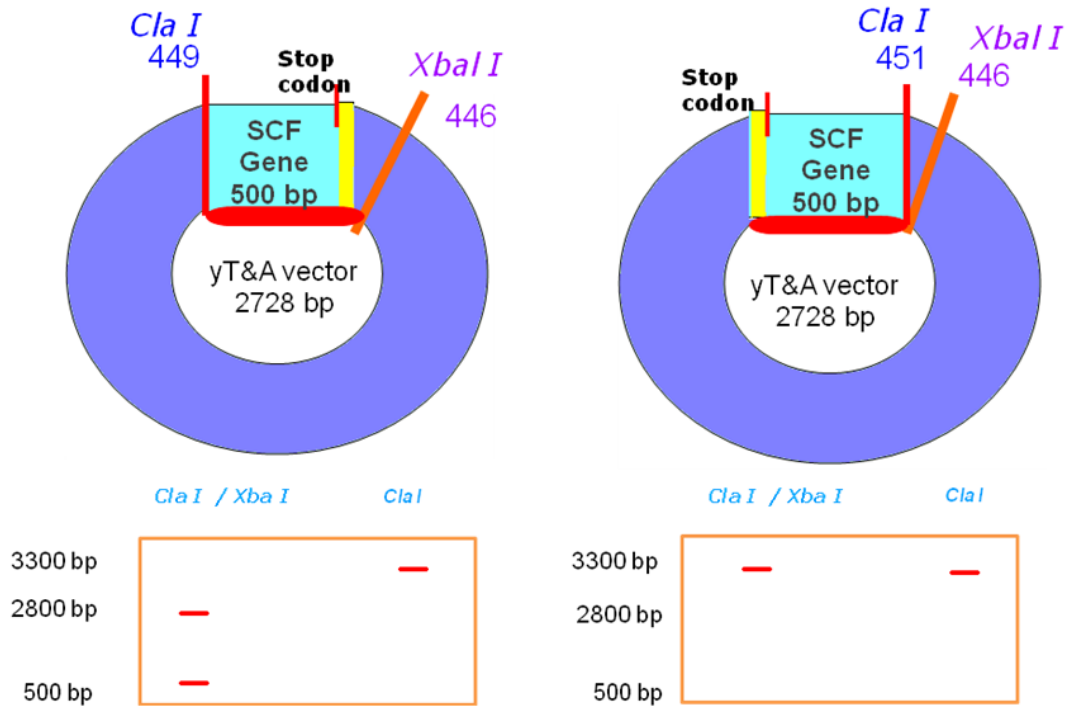 Cla I
449
Stop
codon
Xbal I
446
SCF
Gene
500 bp
yT&A vector
2728 bp
Cla I / Xba I ClaI
3300 bp
2800 bp
500 bp
Cla I
451
Xbal I
446
Stop
codon
SCF
Gene
500 bp
yT&A vector
2728 bp
Cla I / Xba I ClaI
3300 bp
2800 bp
500 bp